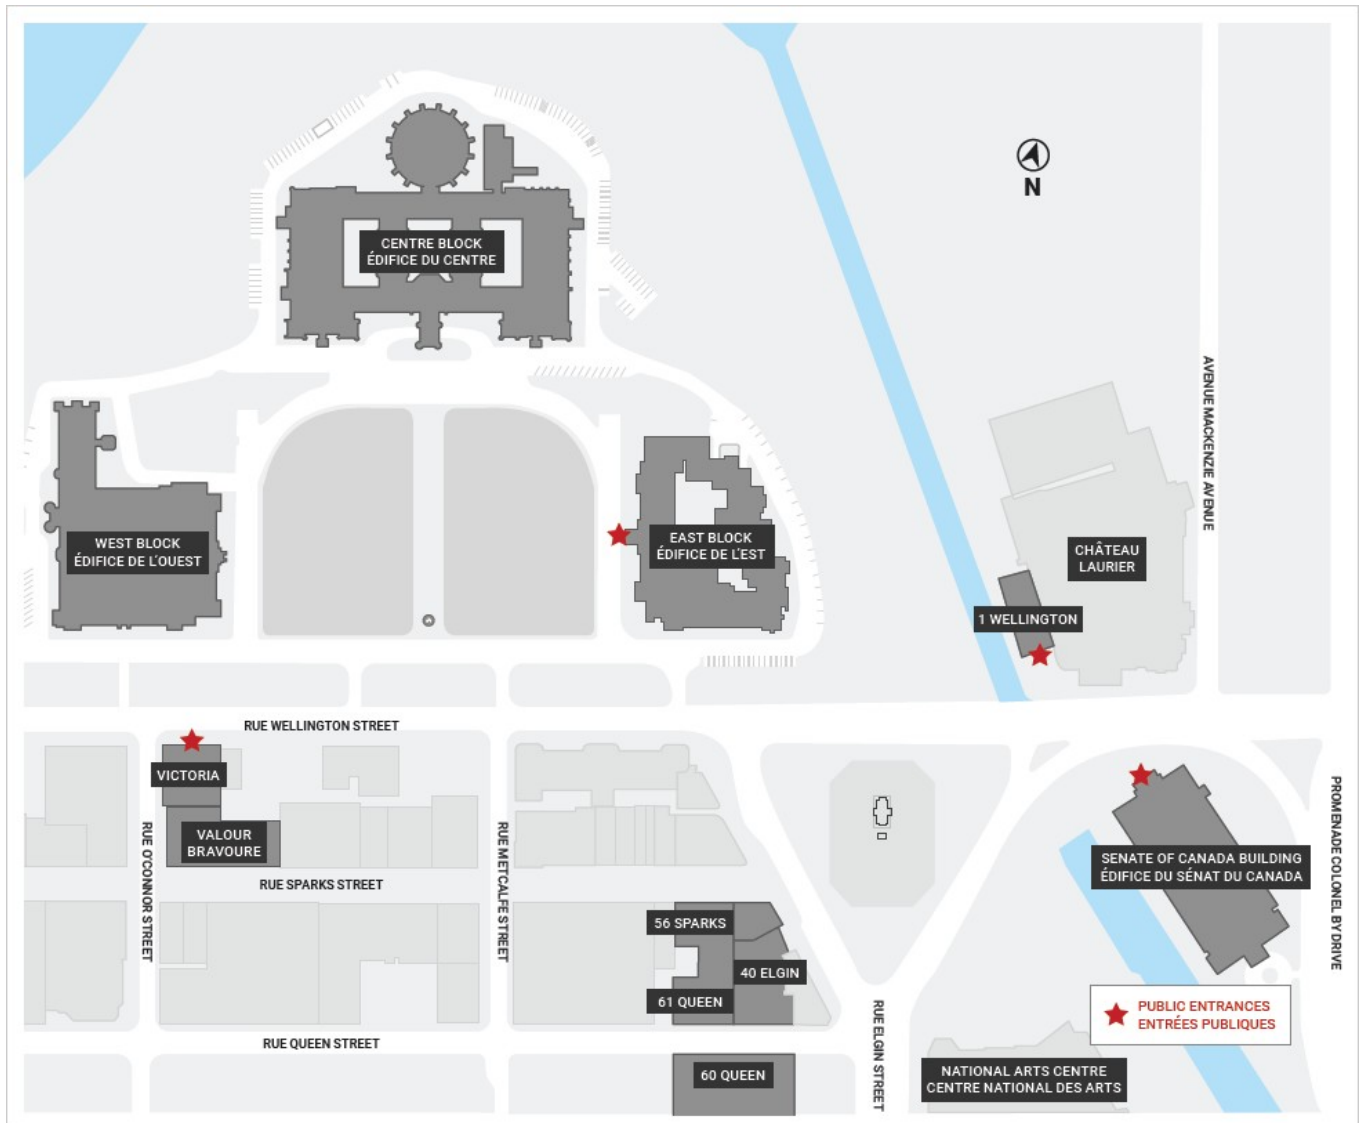 CENTRE BLOCK
ÉDIFICE DU CENTRE
N
AVENUE MACKENZIE AVENUE
WEST BLOCK
ÉDIFICE DE L'OUEST
EAST BLOCK
ÉDIFICE DE L'EST
CHÂTEAU
LAURIER
1 WELLINGTON
RUE WELLINGTON STREET
VICTORIA
VALOUR
BRAVOURE
RUE O'CONNOR STREET
RUE METCALFE STREET
RUE SPARKS STREET
SENATE OF CANADA BUILDING
ÉDIFICE DU SÉNAT DU CANADA
PROMENADE COLONEL BY DRIVE
56 SPARKS
40 ELGIN
61 QUEEN
RUE ELGIN STREET
PUBLIC ENTRANCES
ENTRÉES PUBLIQUES
RUE QUEEN STREET
60 QUEEN
NATIONAL ARTS CENTRE
CENTRE NATIONAL DES ARTS